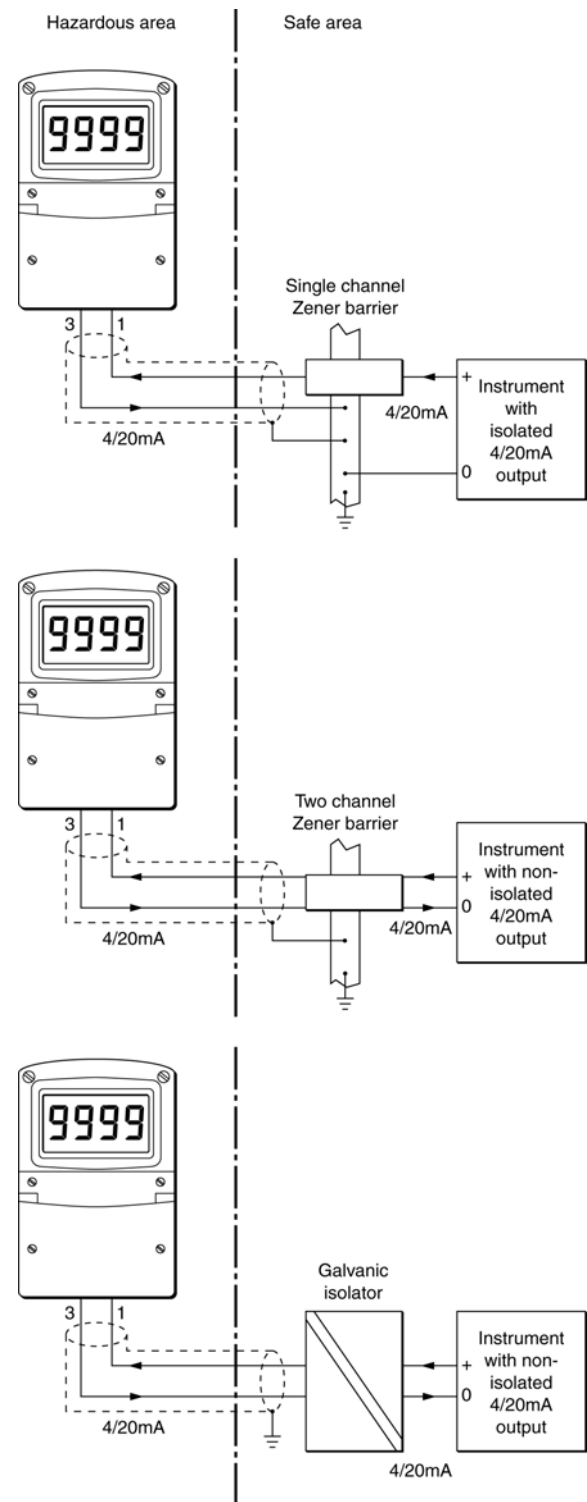 Hazardous area
Safe area
9999
Single channel
Zener barrier
3
1
4/20mA
4/20mA
+
0
Instrument
with
isolated
4/20mA
output
9999
Two channel
Zener barrier
3
1
4/20mA
4/20mA
+
0
Instrument
with non-
isolated
4/20mA
output
9999
Galvanic
isolator
3
1
4/20mA
4/20mA
+
0
Instrument
with non-
isolated
4/20mA
output